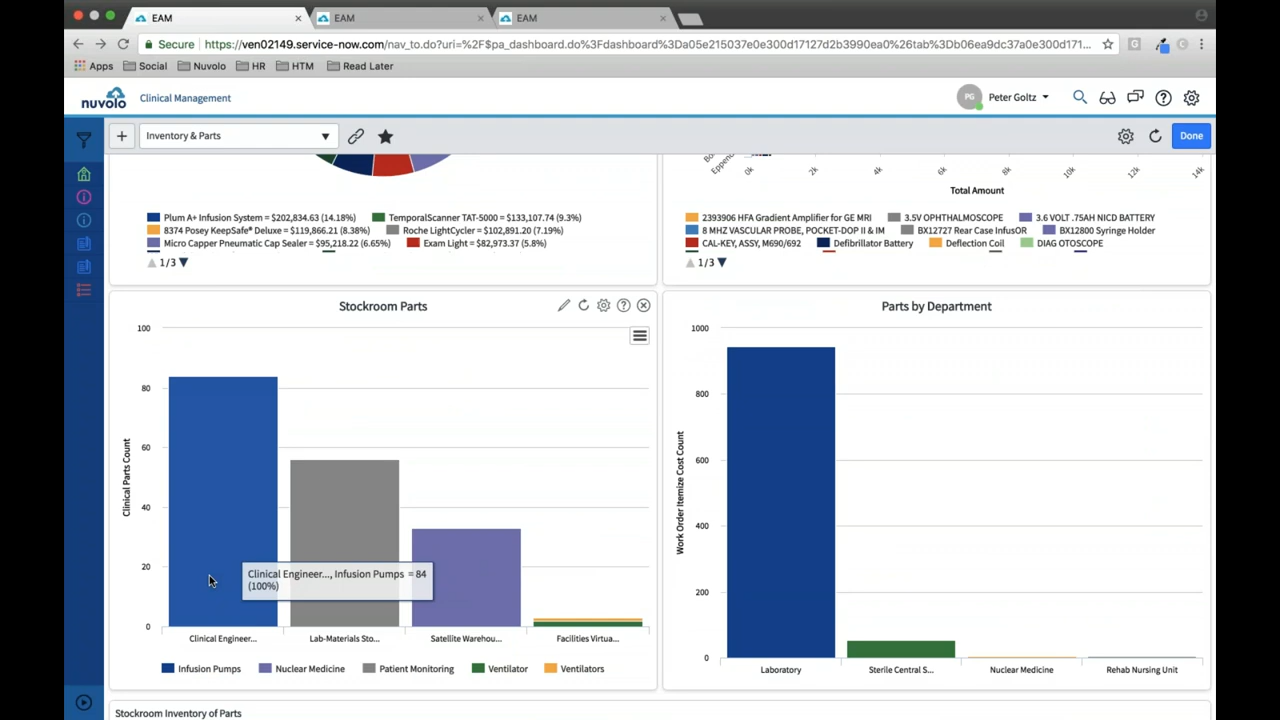 EAM
EAM
EAM
Secure https://ven02149.service-now.com/nav_to.do?uri=%2F$pa_dashboard.do%3Fdashboard%3Da05e215037e0e300d17127d2b3990ea0%26tab%3Db06ea9dc37a0e300d171...
Apps Social Nuvolo HR HTM Read Later
nuvolo Clinical Management PG Peter Goltz
Inventory & Parts Done
0k 2k 4k 6k 8k 10k 12k 14k
Total Amount
Plum A+ Infusion System = $202,834.63 (14.18%) TemporalScanner TAT-5000 = $133,107.74 (9.3%)
8374 Posey KeepSafe® Deluxe = $119,866.21 (8.38%) Roche LightCycler = $102,891.20 (7.19%)
Micro Capper Pneumatic Cap Sealer = $95,218.22 (6.65%) Exam Light = $82,973.37 (5.8%)
1/3
2393906 HFA Gradient Amplifier for GE MRI 3.5V OPHTHALMOSCOPE 3.6 VOLT .75AH NICD BATTERY
8 MHZ VASCULAR PROBE, POCKET-DOP II & IM BX12727 Rear Case InfusOR BX12800 Syringe Holder
CAL-KEY, ASSY, M690/692 Defibrillator Battery Deflection Coil DIAG OTOSCOPE
1/3
Stockroom Parts
100
80
60
40
20
0
Clinical Parts Count
Clinical Engineer..., Infusion Pumps = 84
(100%)
Clinical Engineer... Lab-Materials Sto... Satellite Warehou... Facilities Virtua...
Infusion Pumps Nuclear Medicine Patient Monitoring Ventilator Ventilators
Parts by Department
1000
800
600
400
200
0
Work Order Itemize Cost Count
Laboratory Sterile Central S... Nuclear Medicine Rehab Nursing Unit
Stockroom Inventory of Parts